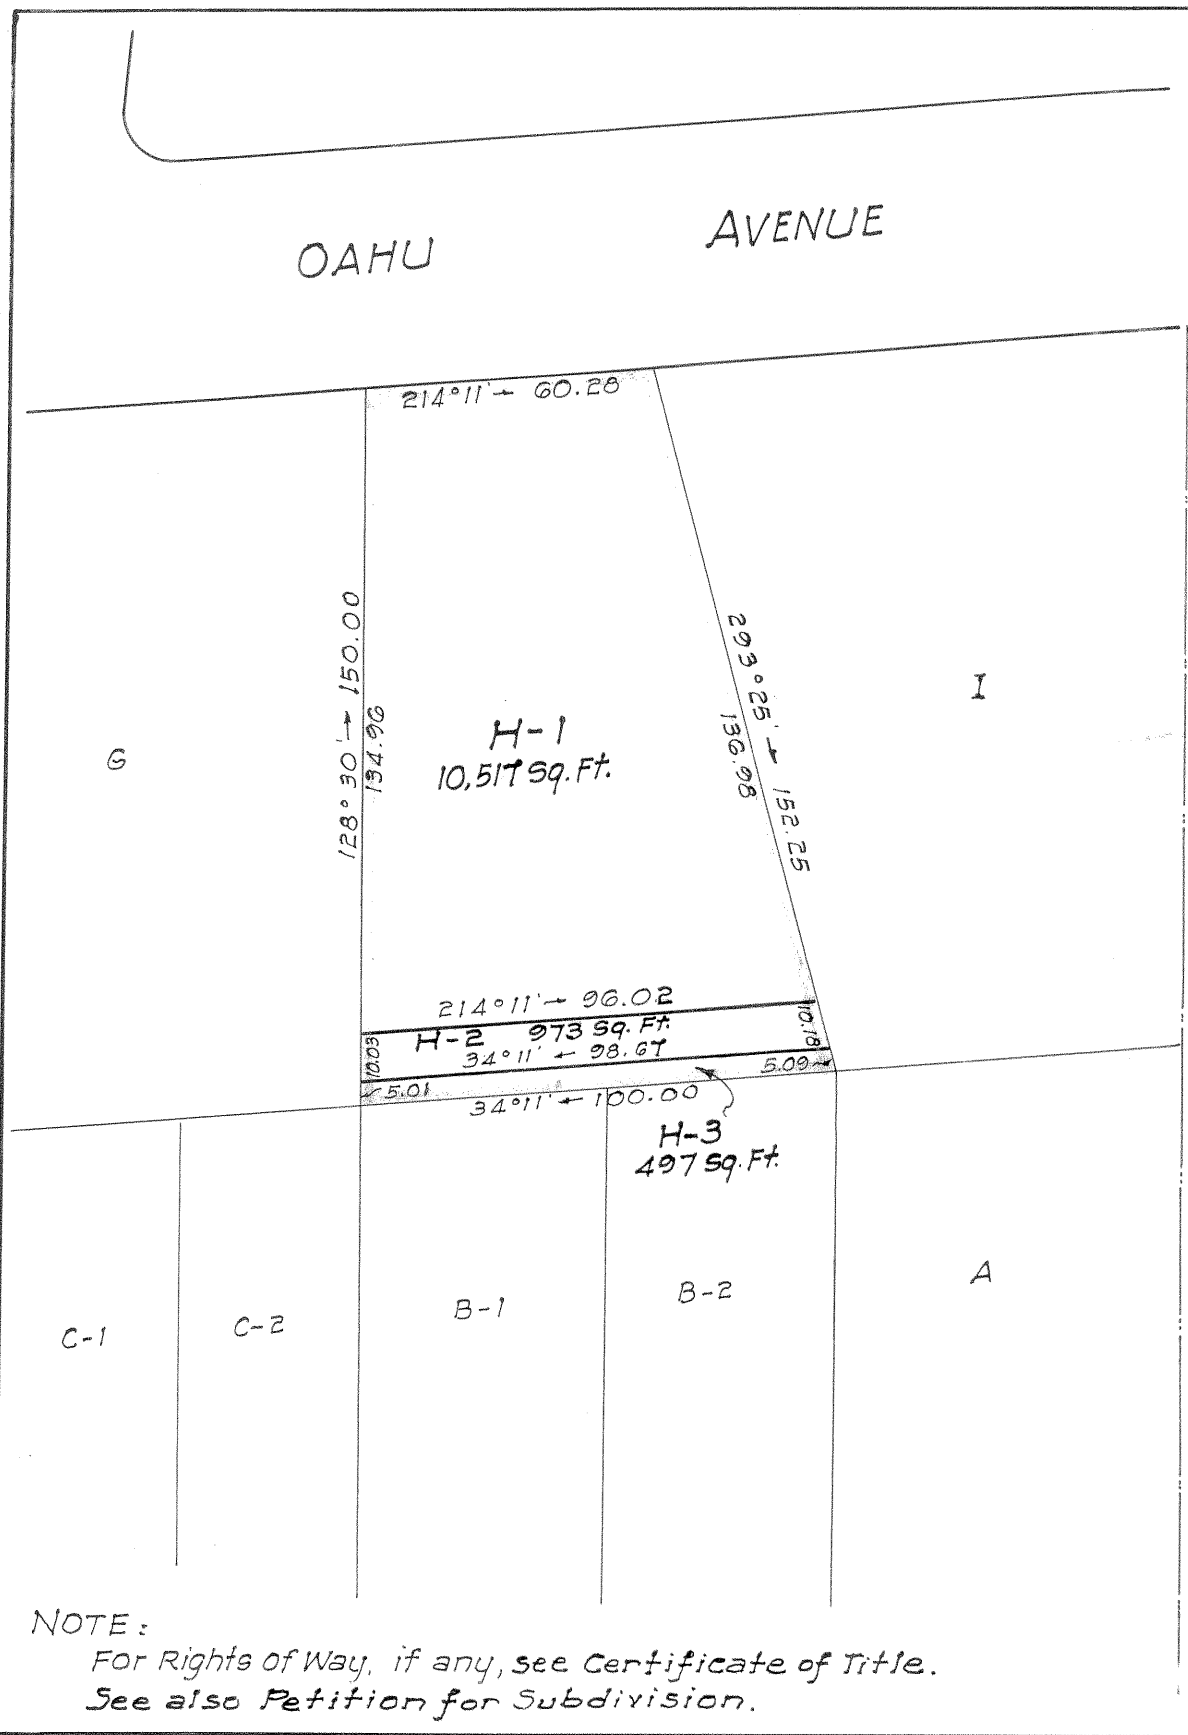 OAHU AVENUE
214°11' → 60.28
128°30' → 150.00
134.96
293°25' → 152.25
136.98
H-1
10,517 Sq. Ft.
G
I
214°11' → 96.02
10.03
H-2 973 Sq. Ft.
10.18
34°11' ← 98.67
5.01
5.09
34°11' ← 100.00
H-3
497 Sq. Ft.
C-1
C-2
B-1
B-2
A
NOTE:
For Rights of Way, if any, see Certificate of Title.
See also Petition for Subdivision.